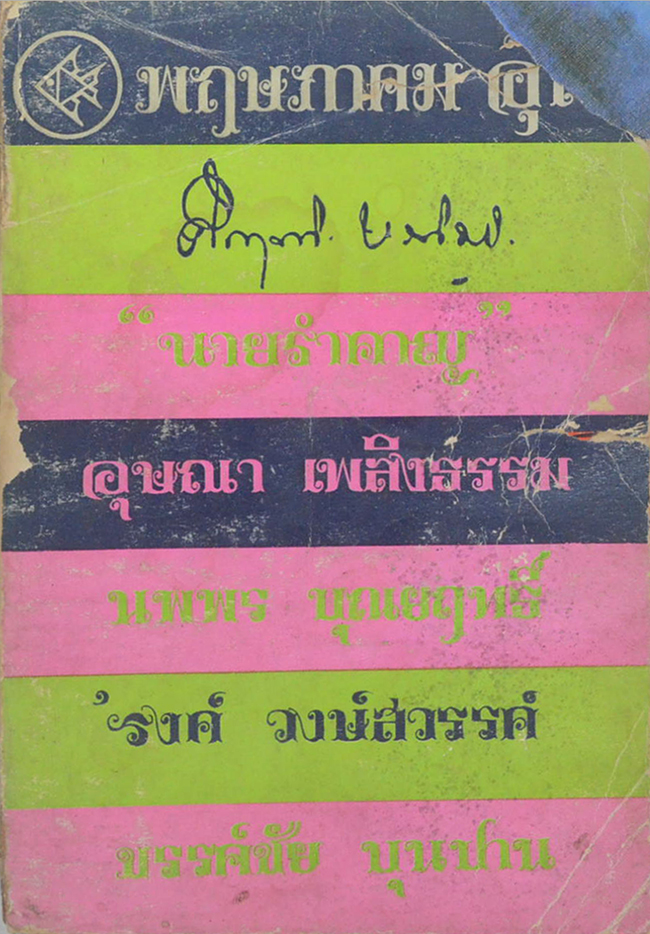 พฤษภาคม
“นายรำคาญ”
อุษณา เพลิงธรรม
นพพร บุณยฤทธิ์
’รงค์ วงษ์สวรรค์
ขรรค์ชัย บุนปาน